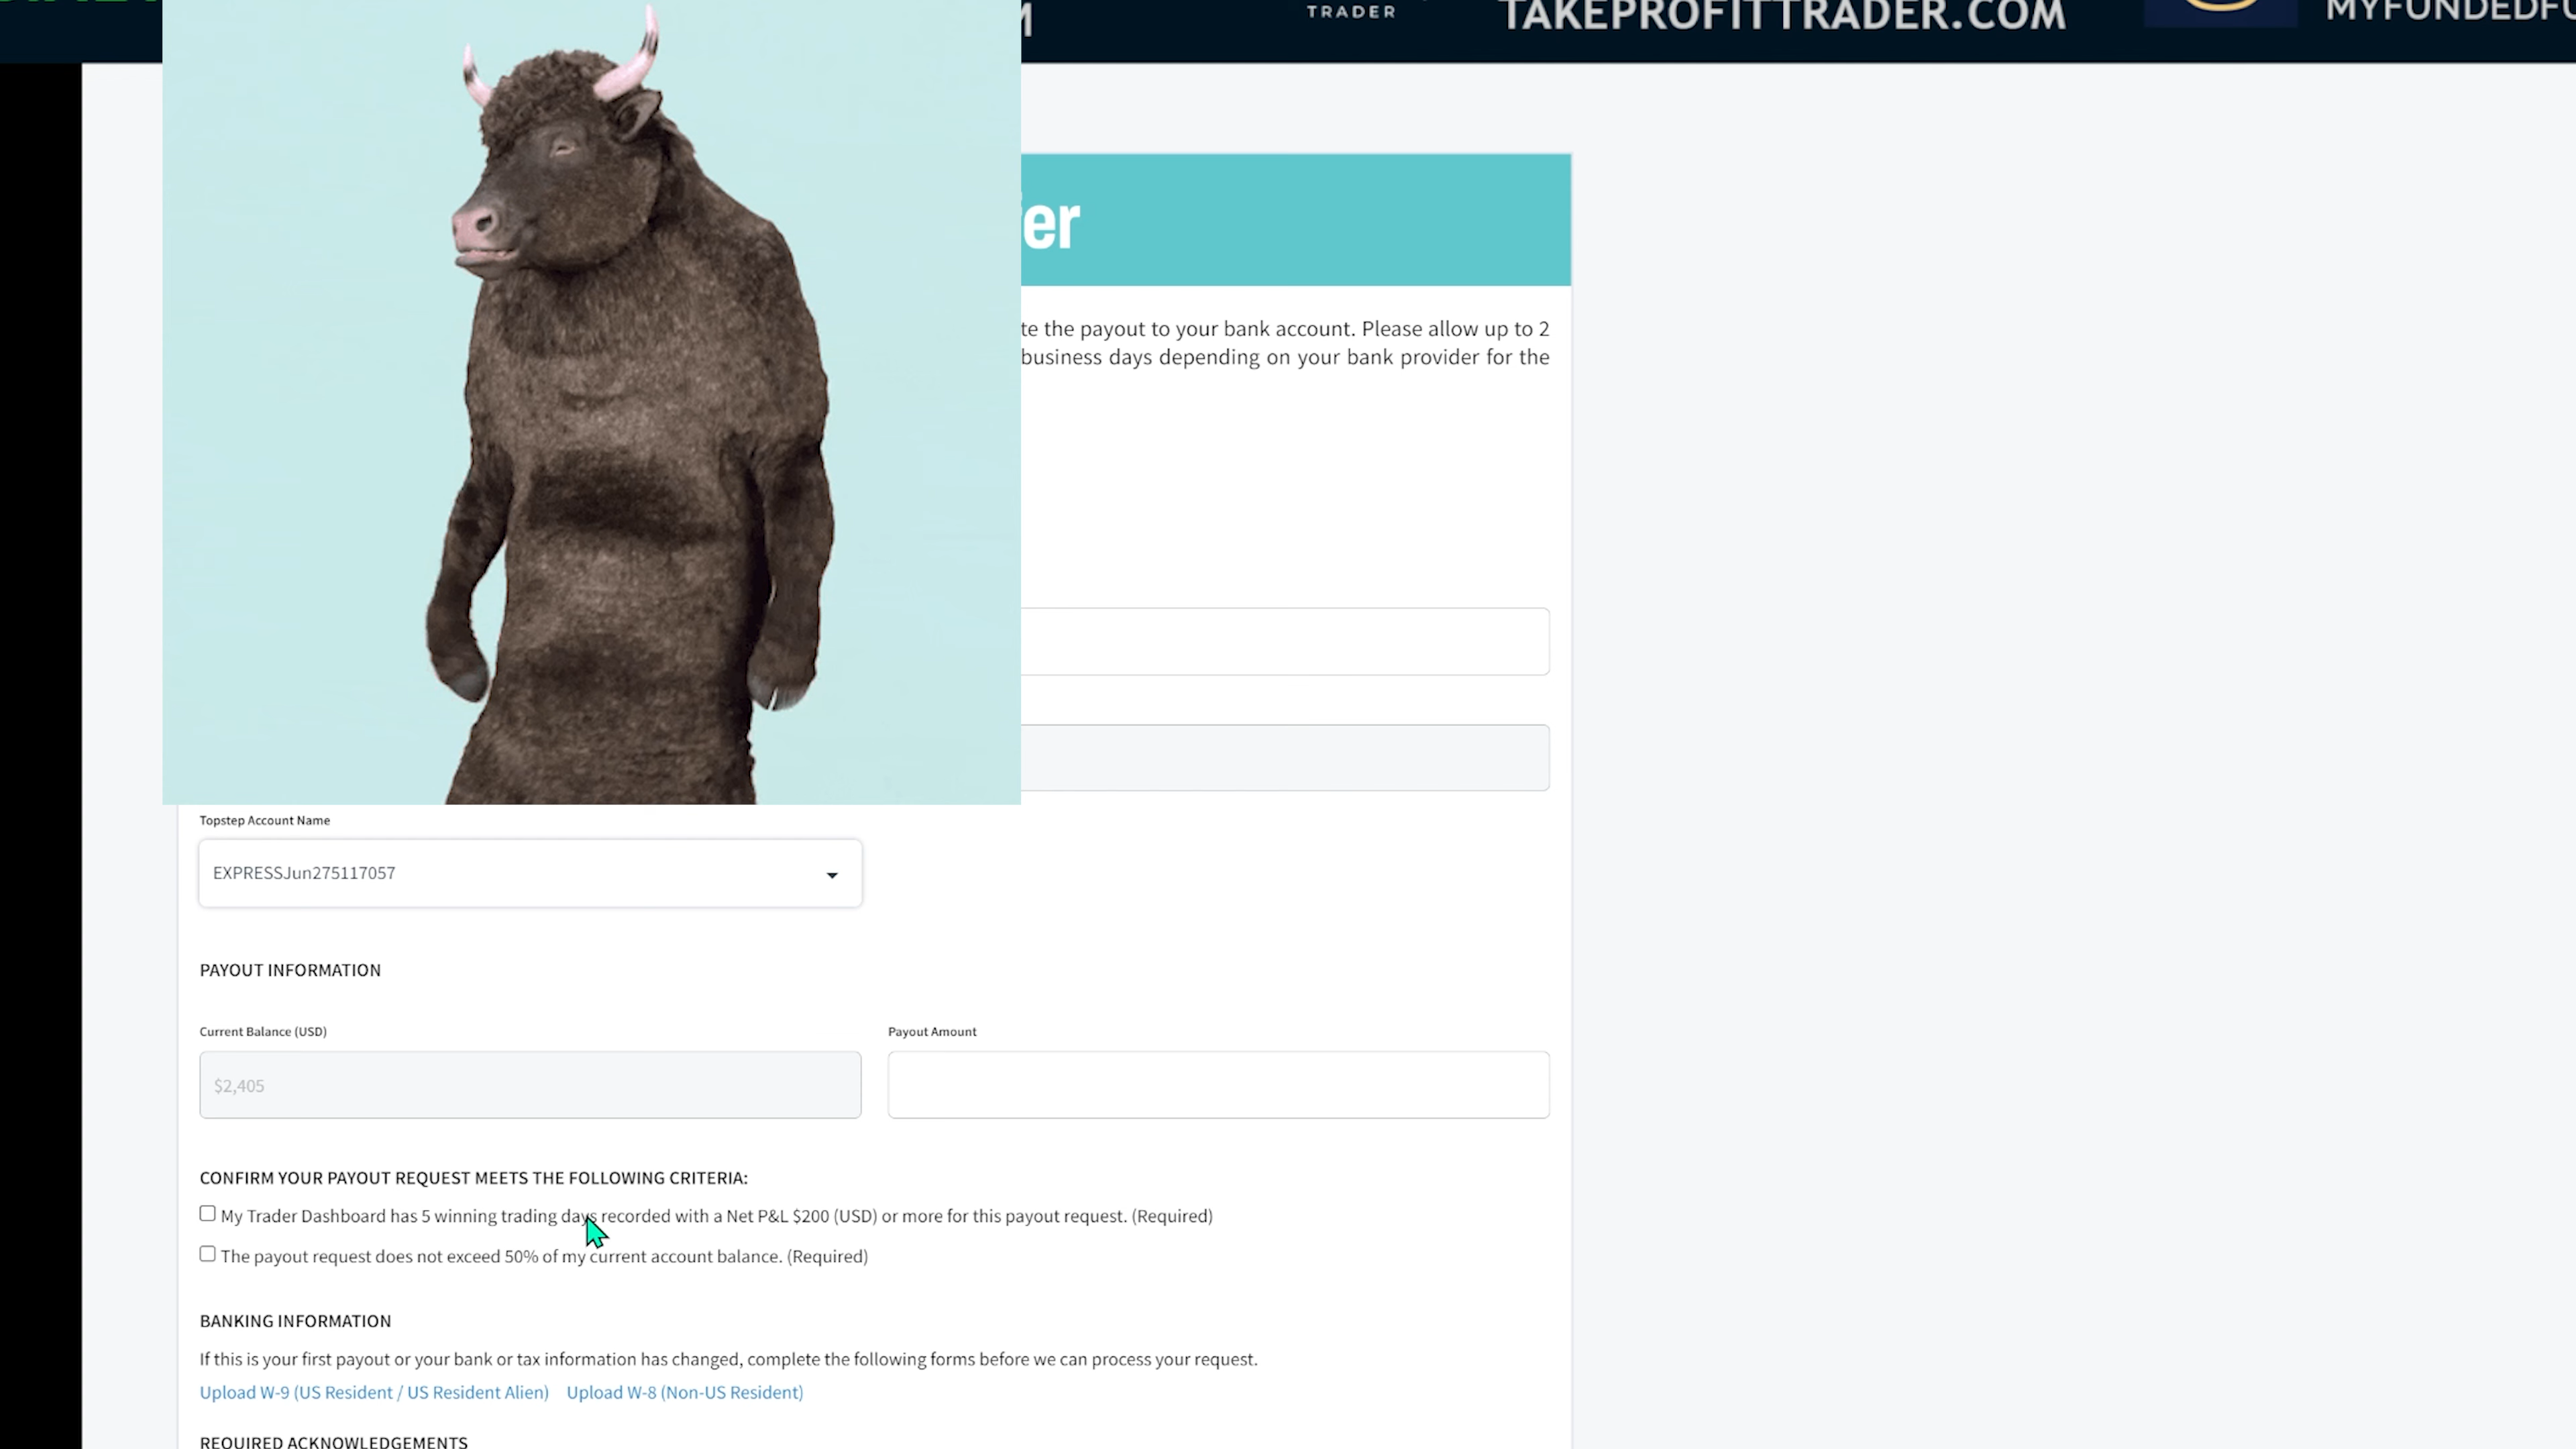 TRADER
TAKEPROFITTRADER.COM
er
te the payout to your bank account. Please allow up to 2
business days depending on your bank provider for the
Topstep Account Name
EXPRESSJun275117057
PAYOUT INFORMATION
Current Balance (USD)
Payout Amount
$2,405
CONFIRM YOUR PAYOUT REQUEST MEETS THE FOLLOWING CRITERIA:
My Trader Dashboard has 5 winning trading days recorded with a Net P&L $200 (USD) or more for this payout request. (Required)
The payout request does not exceed 50% of my current account balance. (Required)
BANKING INFORMATION
If this is your first payout or your bank or tax information has changed, complete the following forms before we can process your request.
Upload W-9 (US Resident / US Resident Alien) Upload W-8 (Non-US Resident)
REQUIRED ACKNOWLEDGEMENTS